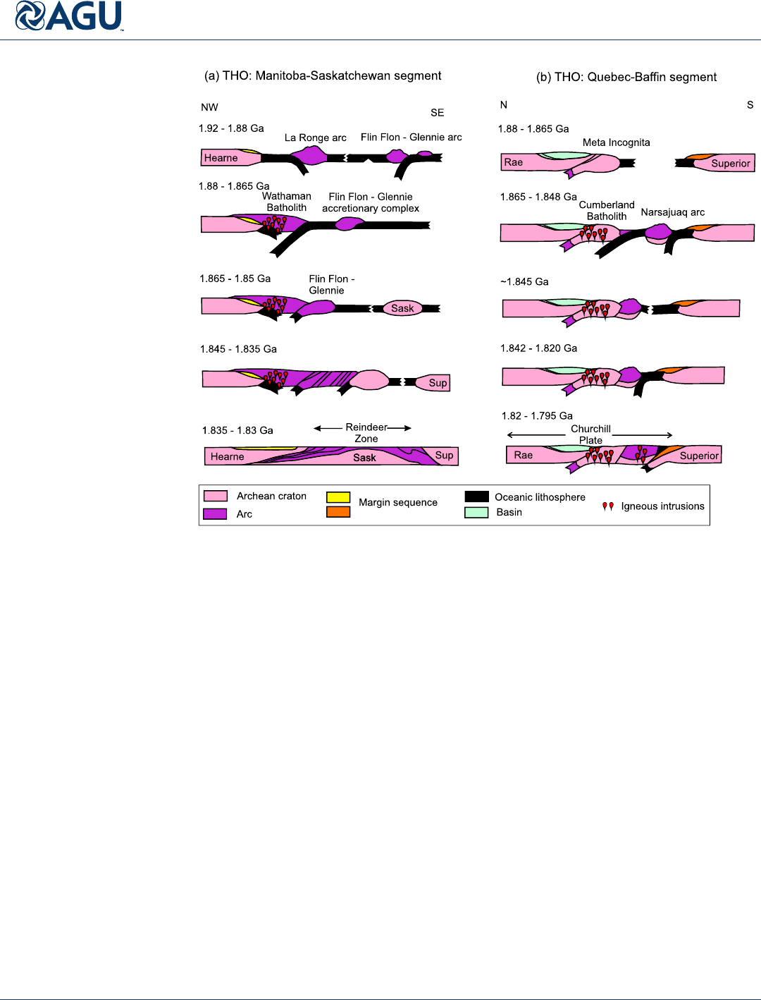 AGU
(a) THO: Manitoba-Saskatchewan segment
NW
SE
1.92 - 1.88 Ga
La Ronge arc
Flin Flon - Glennie arc
Hearne
1.88 - 1.865 Ga
Wathaman
Batholith
Flin Flon - Glennie
accretionary complex
1.865 - 1.85 Ga
Flin Flon -
Glennie
Sask
1.845 - 1.835 Ga
Sup
1.835 - 1.83 Ga
Reindeer
Zone
Hearne
Sask
Sup
(b) THO: Quebec-Baffin segment
N
S
1.88 - 1.865 Ga
Meta Incognita
Rae
Superior
1.865 - 1.848 Ga
Cumberland
Batholith
Narsajuaq arc
~1.845 Ga
1.842 - 1.820 Ga
1.82 - 1.795 Ga
Churchill
Plate
Rae
Superior
Archean craton
Arc
Margin sequence
Oceanic lithosphere
Basin
Igneous intrusions